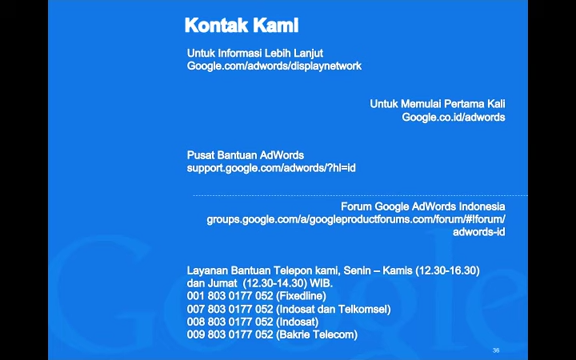 Kontak Kami
Untuk Informasi Lebih Lanjut
Google.com/adwords/displaynetwork
Untuk Memulai Pertama Kali
Google.co.id/adwords
Pusat Bantuan AdWords
support.google.com/adwords/?hl=id
Forum Google AdWords Indonesia
groups.google.com/a/googleproductforums.com/forum/#!forum/
adwords-id
Layanan Bantuan Telepon kami, Senin – Kamis (12.30-16.30)
dan Jumat (12.30-14.30) WIB.
001 803 0177 052 (Fixedline)
007 803 0177 052 (Indosat dan Telkomsel)
008 803 0177 052 (Indosat)
009 803 0177 052 (Bakrie Telecom)
Google
36